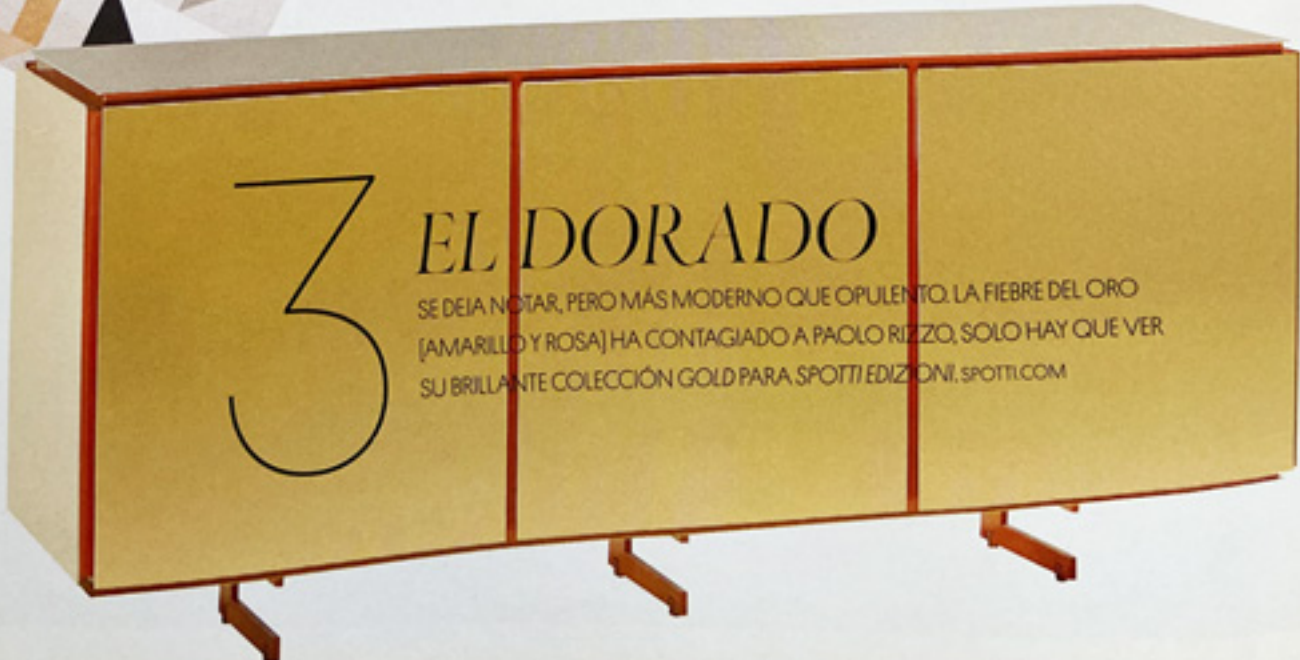 3
EL DORADO
SE DEJA NOTAR, PERO MÁS MODERNO QUE OPULENTO. LA FIEBRE DEL ORO
[AMARILLO Y ROSA] HA CONTAGIADO A PAOLO RIZZO, SOLO HAY QUE VER
SU BRILLANTE COLECCIÓN GOLD PARA SPOTTI EDIZIONI. SPOTTI.COM